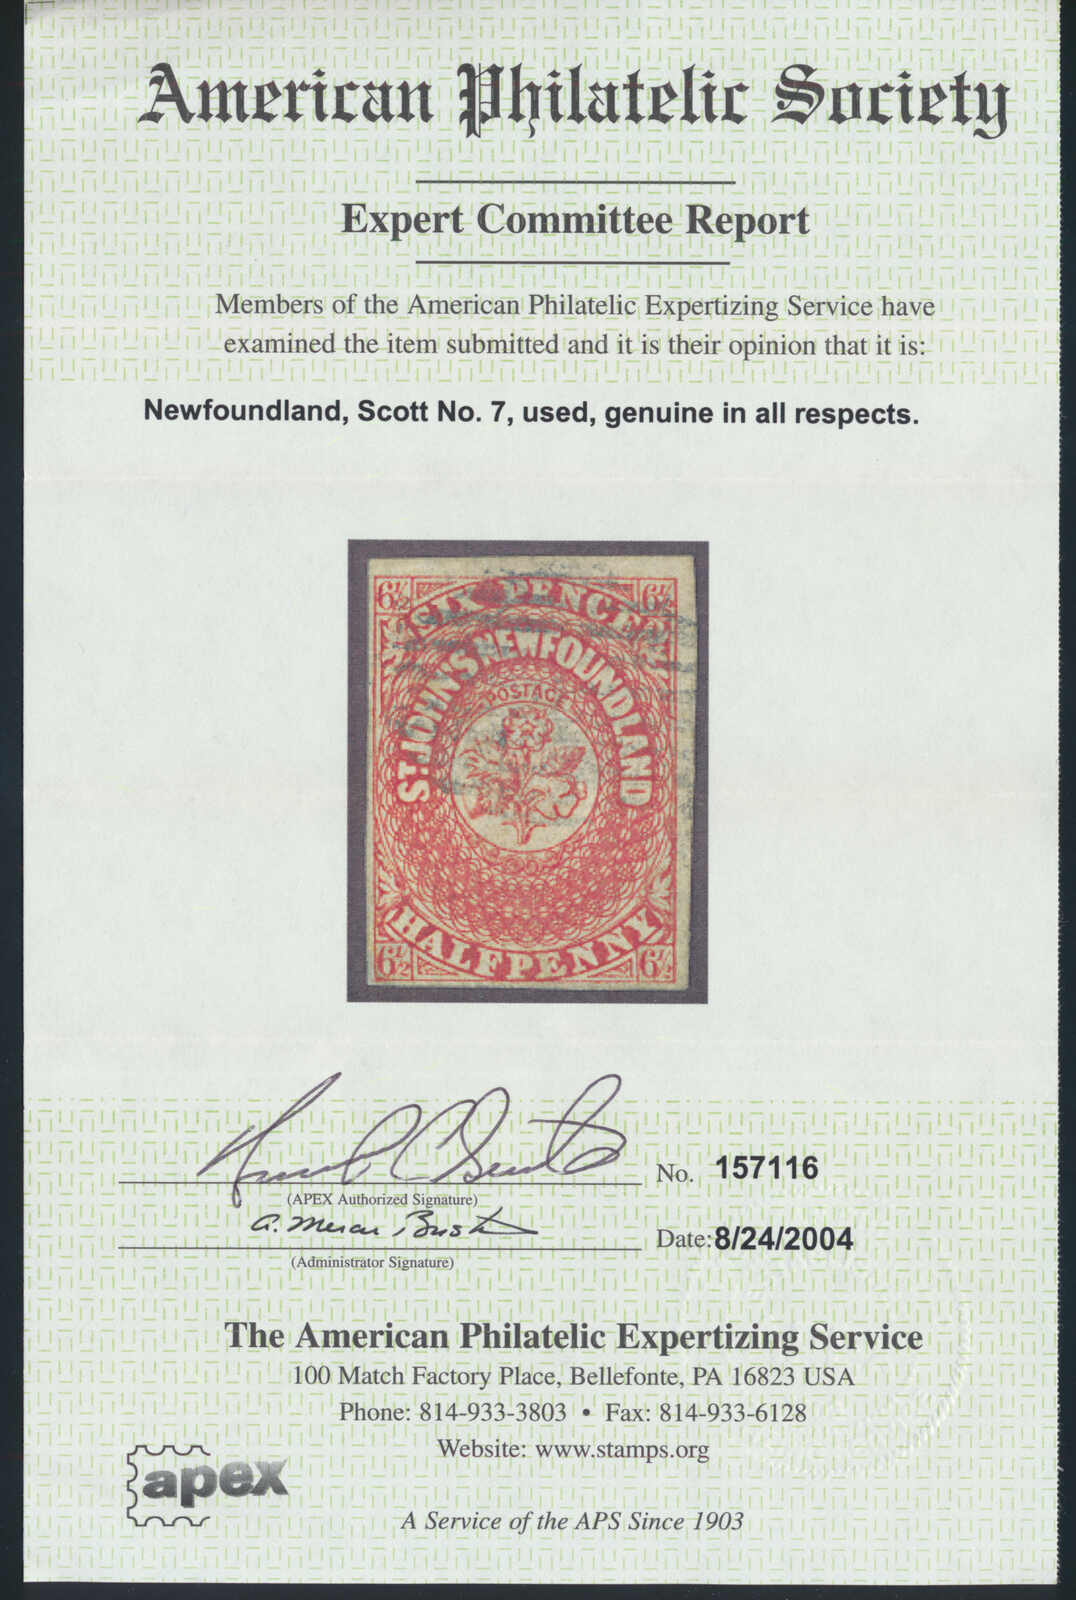 American Philatelic Society
Expert Committee Report
Members of the American Philatelic Expertizing Service have
examined the item submitted and it is their opinion that it is:
Newfoundland, Scott No. 7, used, genuine in all respects.
6½ SIX PENCE 6½
ST. JOHN'S NEWFOUNDLAND
POSTAGE
HALFPENNY
6½ 6½
No. 157116
(APEX Authorized Signature)
Date: 8/24/2004
(Administrator Signature)
The American Philatelic Expertizing Service
100 Match Factory Place, Bellefonte, PA 16823 USA
Phone: 814-933-3803 • Fax: 814-933-6128
Website: www.stamps.org
apex
A Service of the APS Since 1903